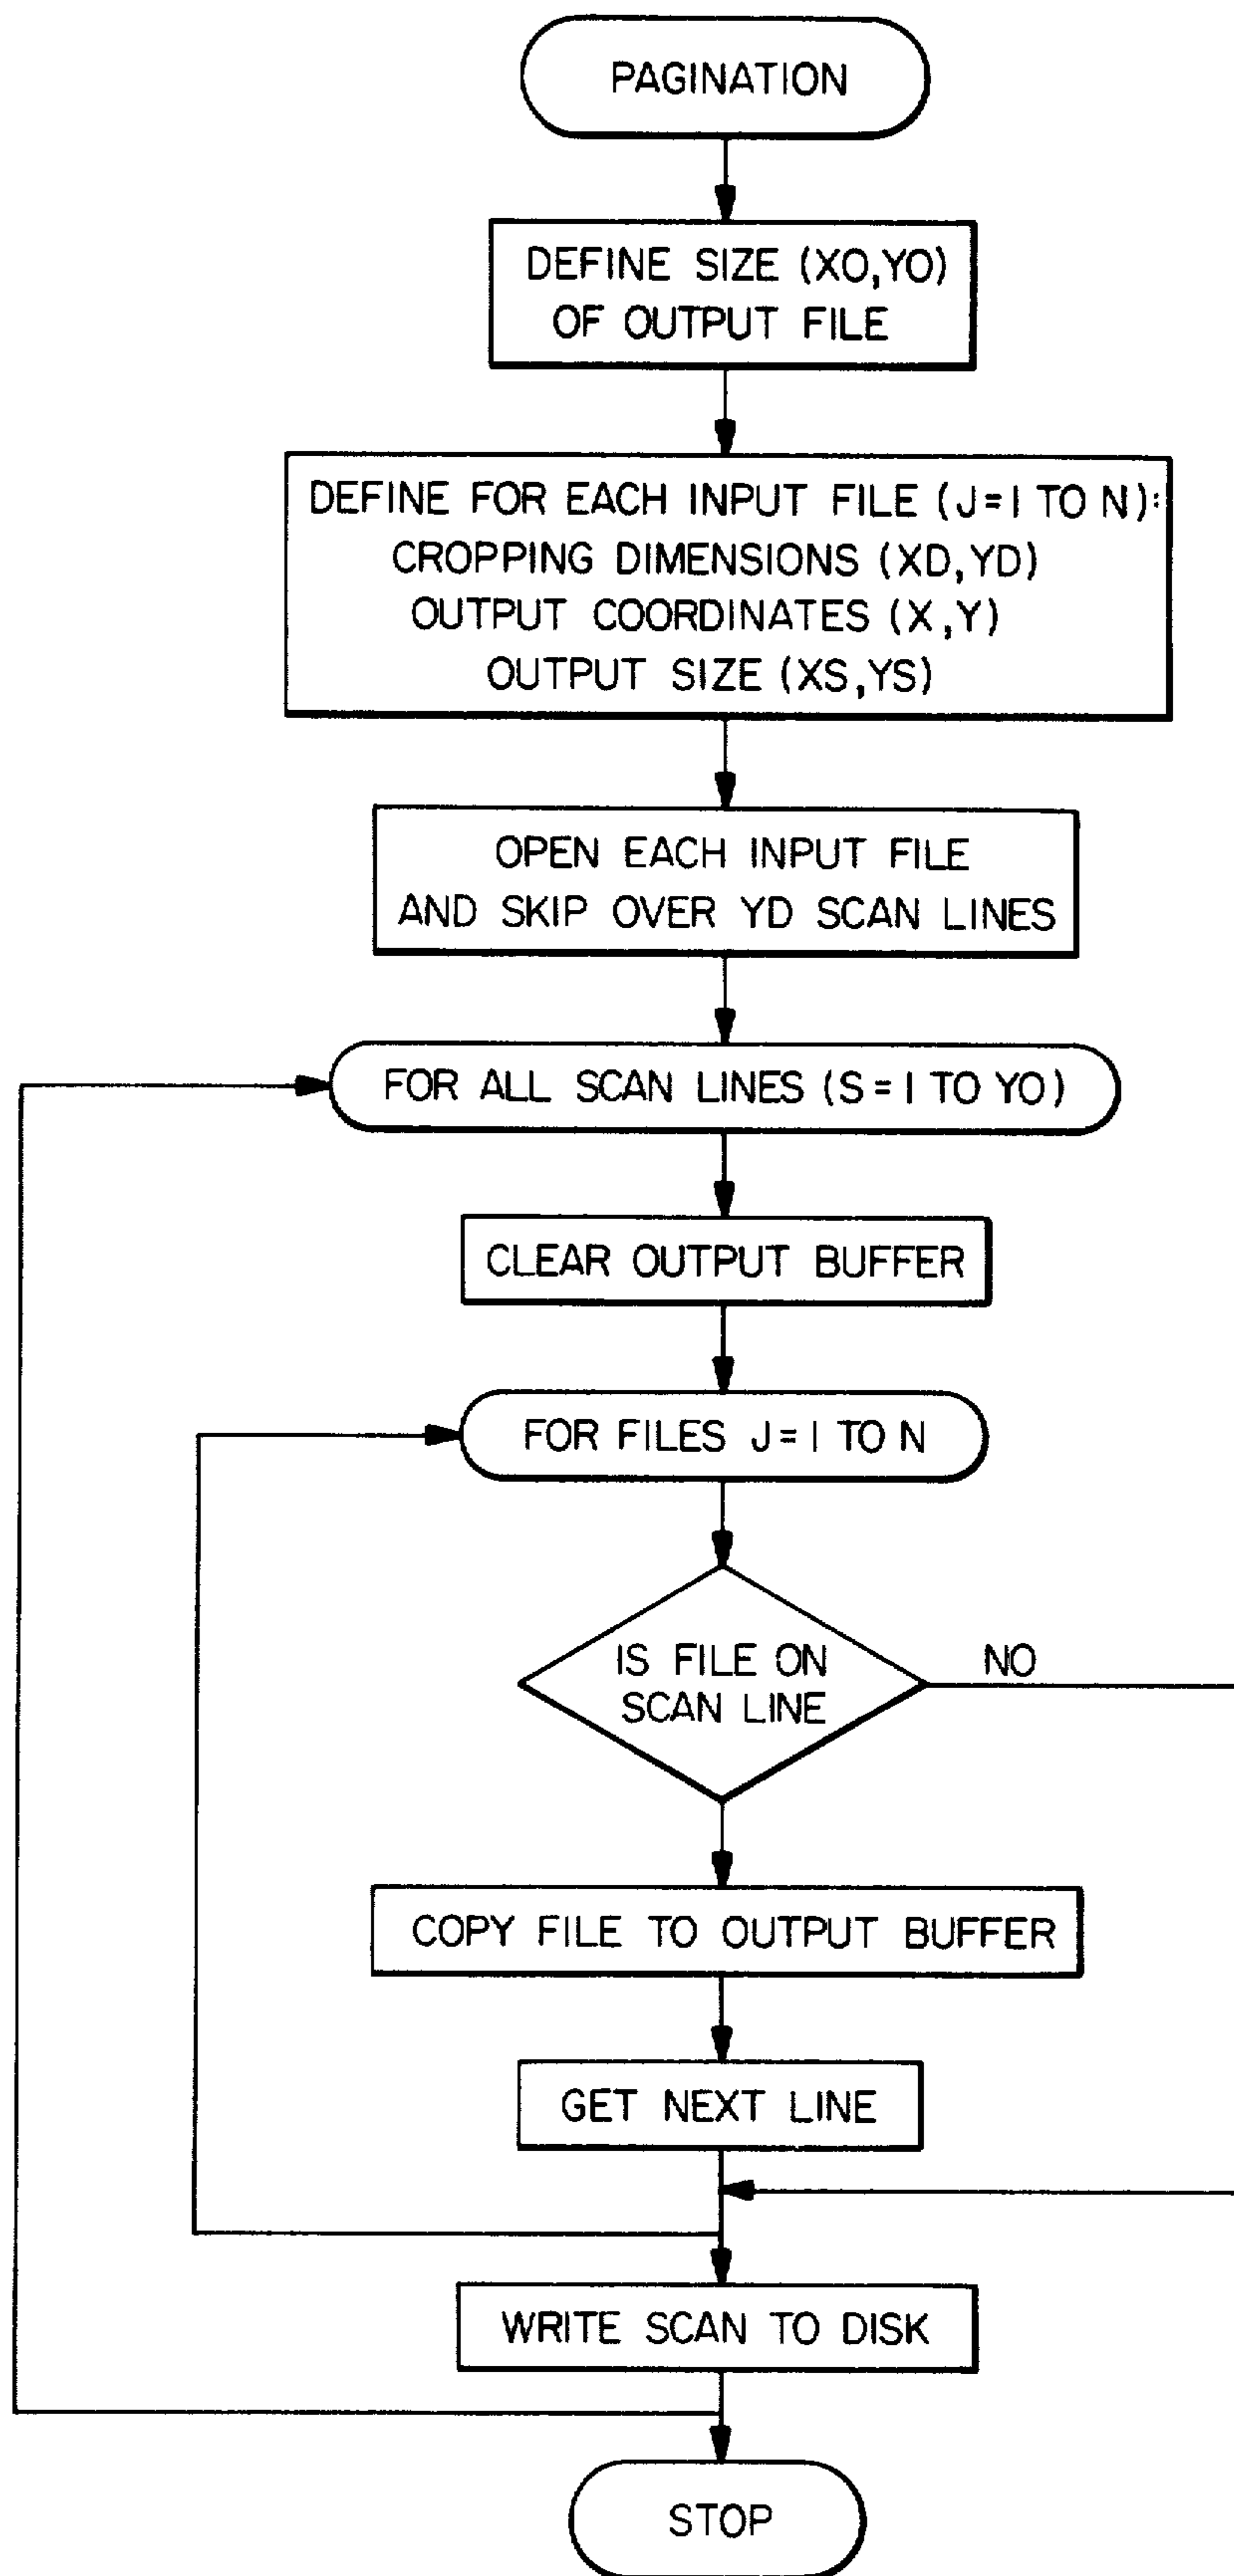 PAGINATION
DEFINE SIZE (XO,YO)
OF OUTPUT FILE
DEFINE FOR EACH INPUT FILE (J=1 TO N):
CROPPING DIMENSIONS (XD,YD)
OUTPUT COORDINATES (X,Y)
OUTPUT SIZE (XS,YS)
OPEN EACH INPUT FILE
AND SKIP OVER YD SCAN LINES
FOR ALL SCAN LINES (S=1 TO YO)
CLEAR OUTPUT BUFFER
FOR FILES J=1 TO N
IS FILE ON
SCAN LINE
NO
COPY FILE TO OUTPUT BUFFER
GET NEXT LINE
WRITE SCAN TO DISK
STOP